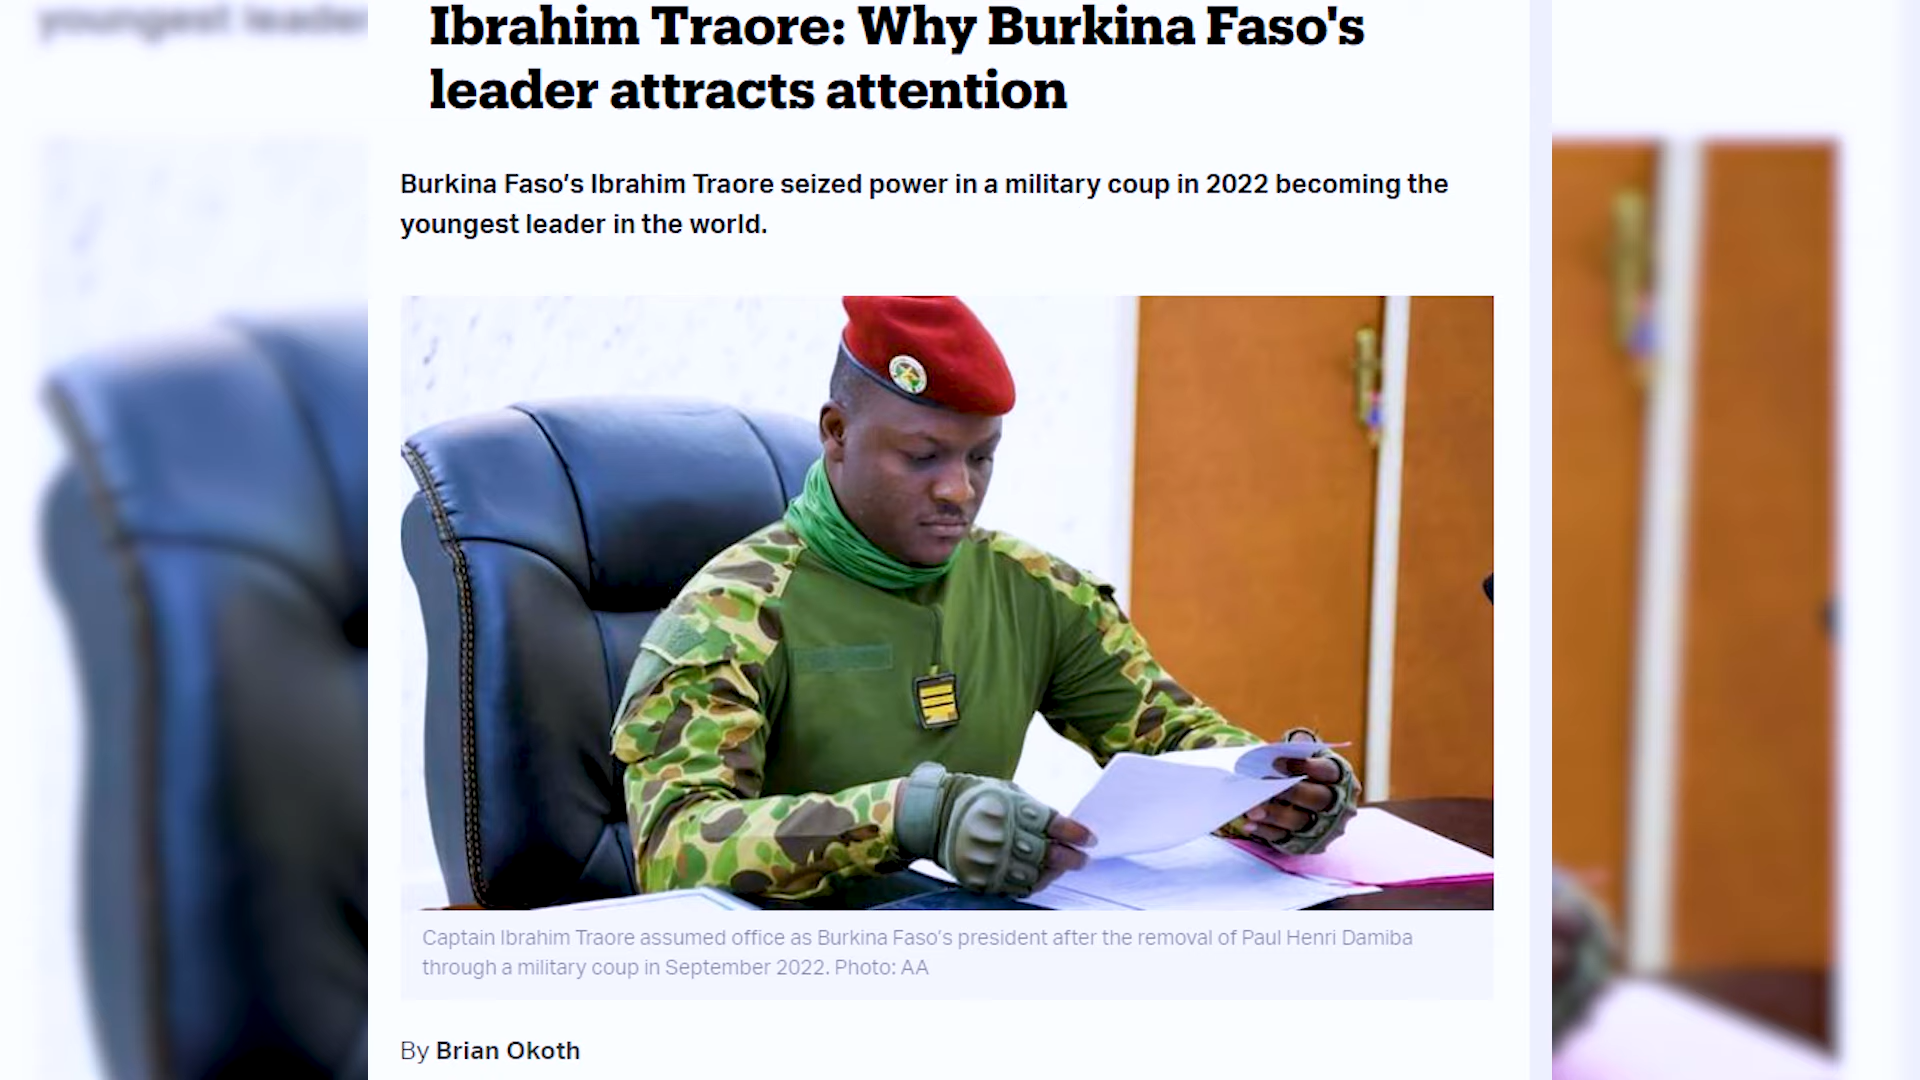 youngest leader
Ibrahim Traore: Why Burkina Faso's
leader attracts attention
Burkina Faso's Ibrahim Traore seized power in a military coup in 2022 becoming the
youngest leader in the world.
Captain Ibrahim Traore assumed office as Burkina Faso's president after the removal of Paul Henri Damiba
through a military coup in September 2022. Photo: AA
By Brian Okoth